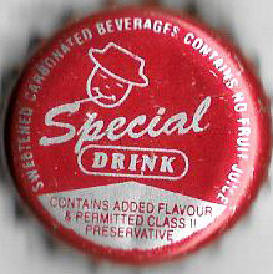 SWEETENED CARBONATED BEVERAGES CONTAINS NO FRUIT JUICE
Special
DRINK
CONTAINS ADDED FLAVOUR
& PERMITTED CLASS II
PRESERVATIVE